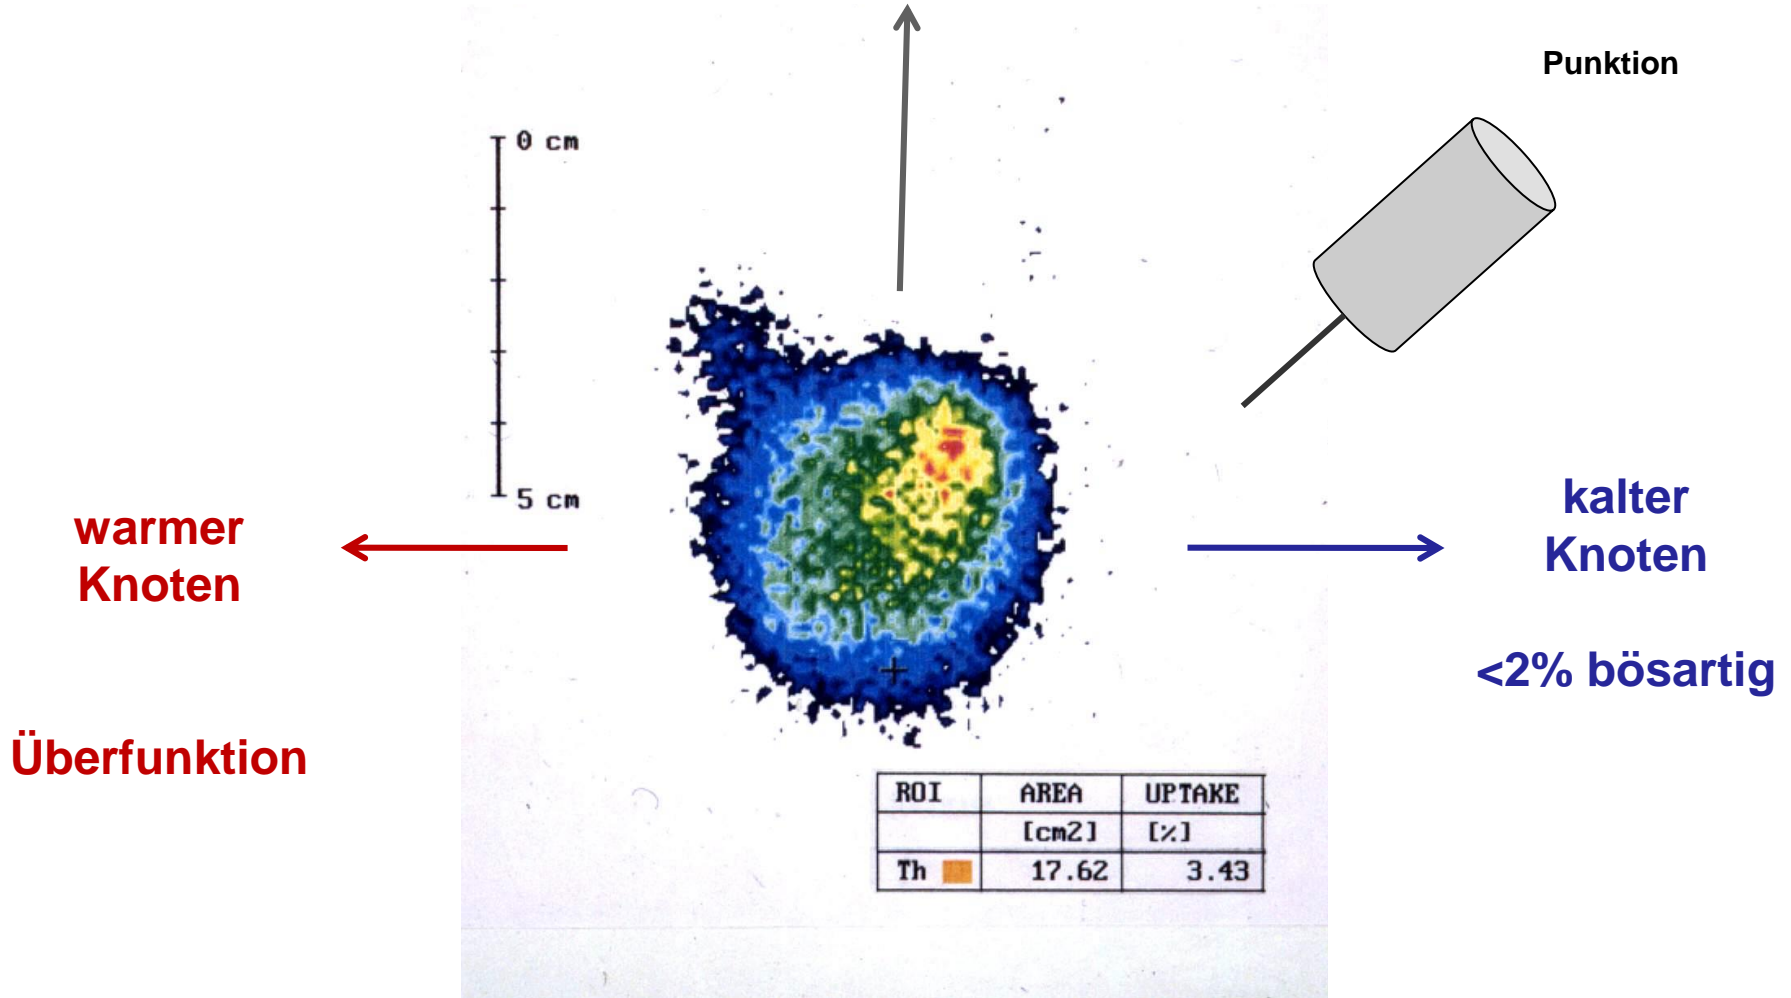 Punktion
0 cm
5 cm
warmer
Knoten
kalter
Knoten
<2% bösartig
Überfunktion
ROI AREA UPTAKE
[cm2] [%]
Th 17.62 3.43